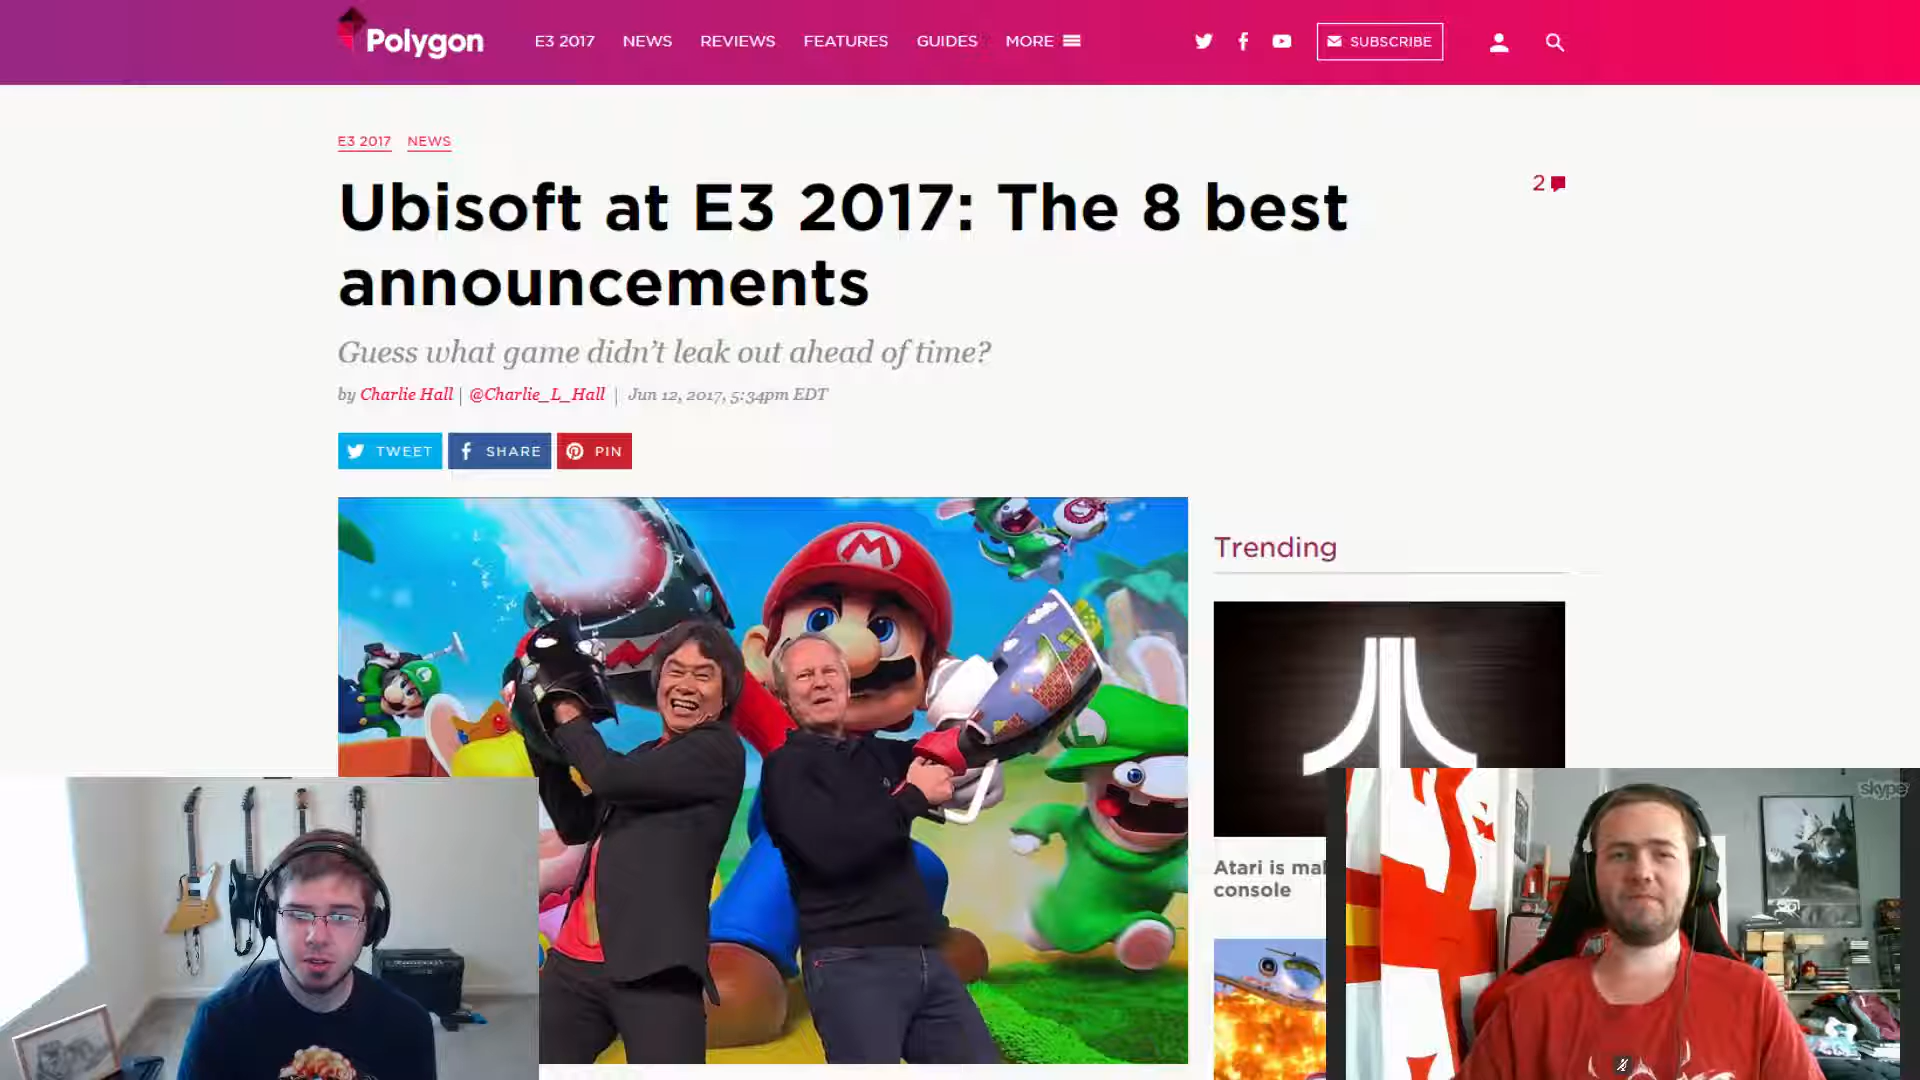 Polygon
E3 2017 NEWS REVIEWS FEATURES GUIDES MORE
SUBSCRIBE
E3 2017 NEWS
Ubisoft at E3 2017: The 8 best
announcements
2
Guess what game didn't leak out ahead of time?
by Charlie Hall | @Charlie_L_Hall | Jun 12, 2017, 5:34pm EDT
TWEET SHARE PIN
Trending
Atari is
console
skype